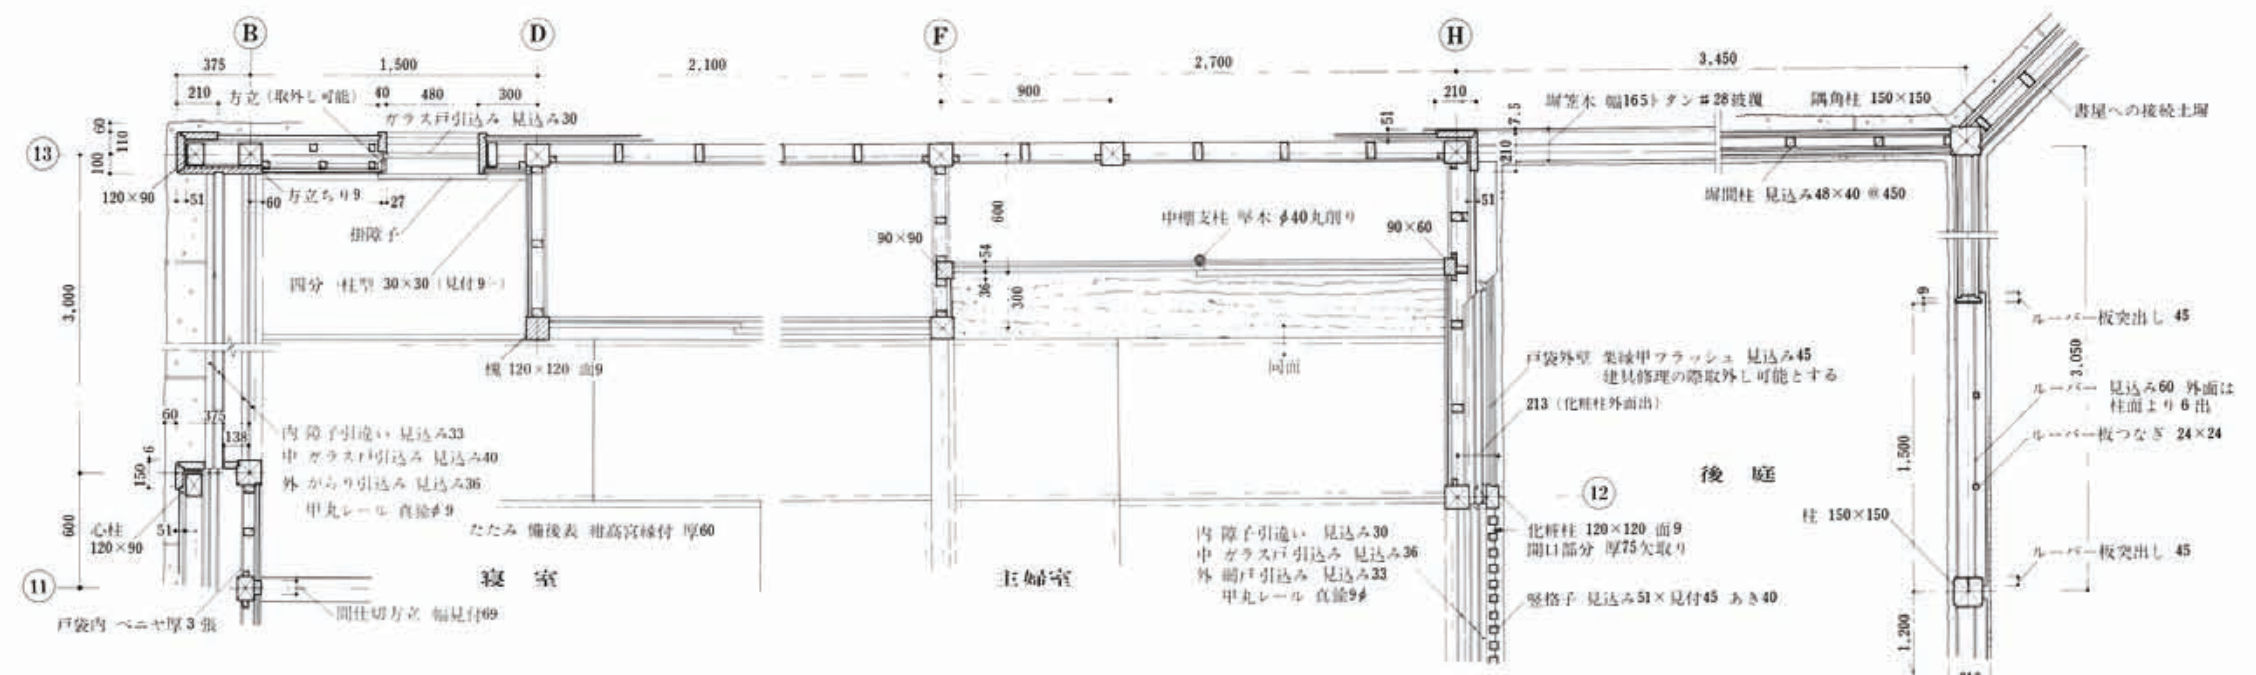 B
D
F
H
375
1,500
2,100
2,700
3,450
210
方立(取外し可能)
40
480
300
900
210
51
7.5
塀笠木 幅165トタン#28被覆
隅角柱 150×150
書屋への接続土塀
ガラス戸引込み 見込み30
60
110
100
13
210
120×90
51
60
方立ちり9
27
掛障子
塀間柱 見込み48×40 @450
51
600
中棚支柱 堅木 φ40丸削り
90×90
90×60
54
36
300
四分一柱型 30×30(見付9)
3,000
9
ルーバー板突出し 45
3,050
120×120 面9
同面
戸袋外壁 葉縁甲フラッシュ 見込み45
建具修理の際取外し可能とする
213(化粧柱外面出)
ルーバー 見込み60 外面は
柱面より6出
ルーバー板つなぎ 24×24
60
375
138
6
150
内 障子引違い 見込み33
中 ガラス戸引込み 見込み40
外 がらり引込み 見込み36
甲丸レール 真鍮φ9
1,500
後庭
12
心柱
120×90
51
600
たたみ 備後表 紺高宮縁付 厚60
内 障子引違い 見込み30
中 ガラス戸引込み 見込み36
外 雨戸引込み 見込み33
甲丸レール 真鍮9φ
化粧柱 120×120 面9
開口部分 厚75欠取り
柱 150×150
ルーバー板突出し 45
寝室
主婦室
11
竪格子 見込み51×見付45 あき40
間仕切方立 幅見付69
戸袋内 ベニヤ厚3張
1,200